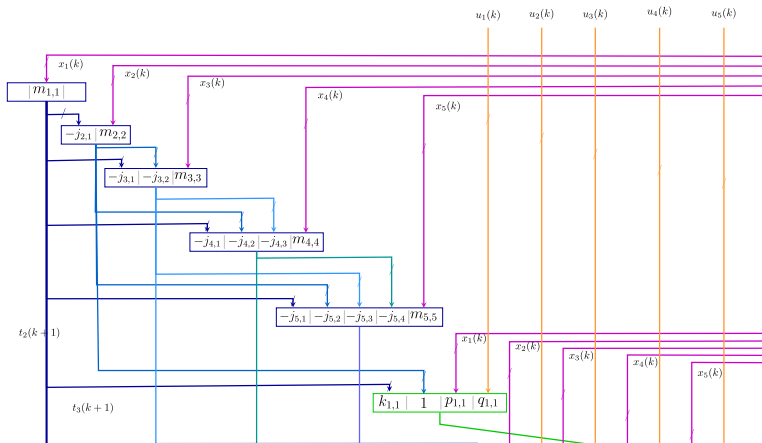 u₁(k) u₂(k) u₃(k) u₄(k) u₅(k)
x₁(k)
x₂(k)
x₃(k)
x₄(k)
x₅(k)
| m₁,₁ |
−j₂,₁ | m₂,₂
−j₃,₁ | −j₃,₂ | m₃,₃
−j₄,₁ | −j₄,₂ | −j₄,₃ | m₄,₄
−j₅,₁ | −j₅,₂ | −j₅,₃ | −j₅,₄ | m₅,₅
t₂(k+1)
x₁(k)
x₂(k)
x₃(k)
x₄(k)
x₅(k)
k₁,₁ | 1 | p₁,₁ | q₁,₁
t₃(k+1)